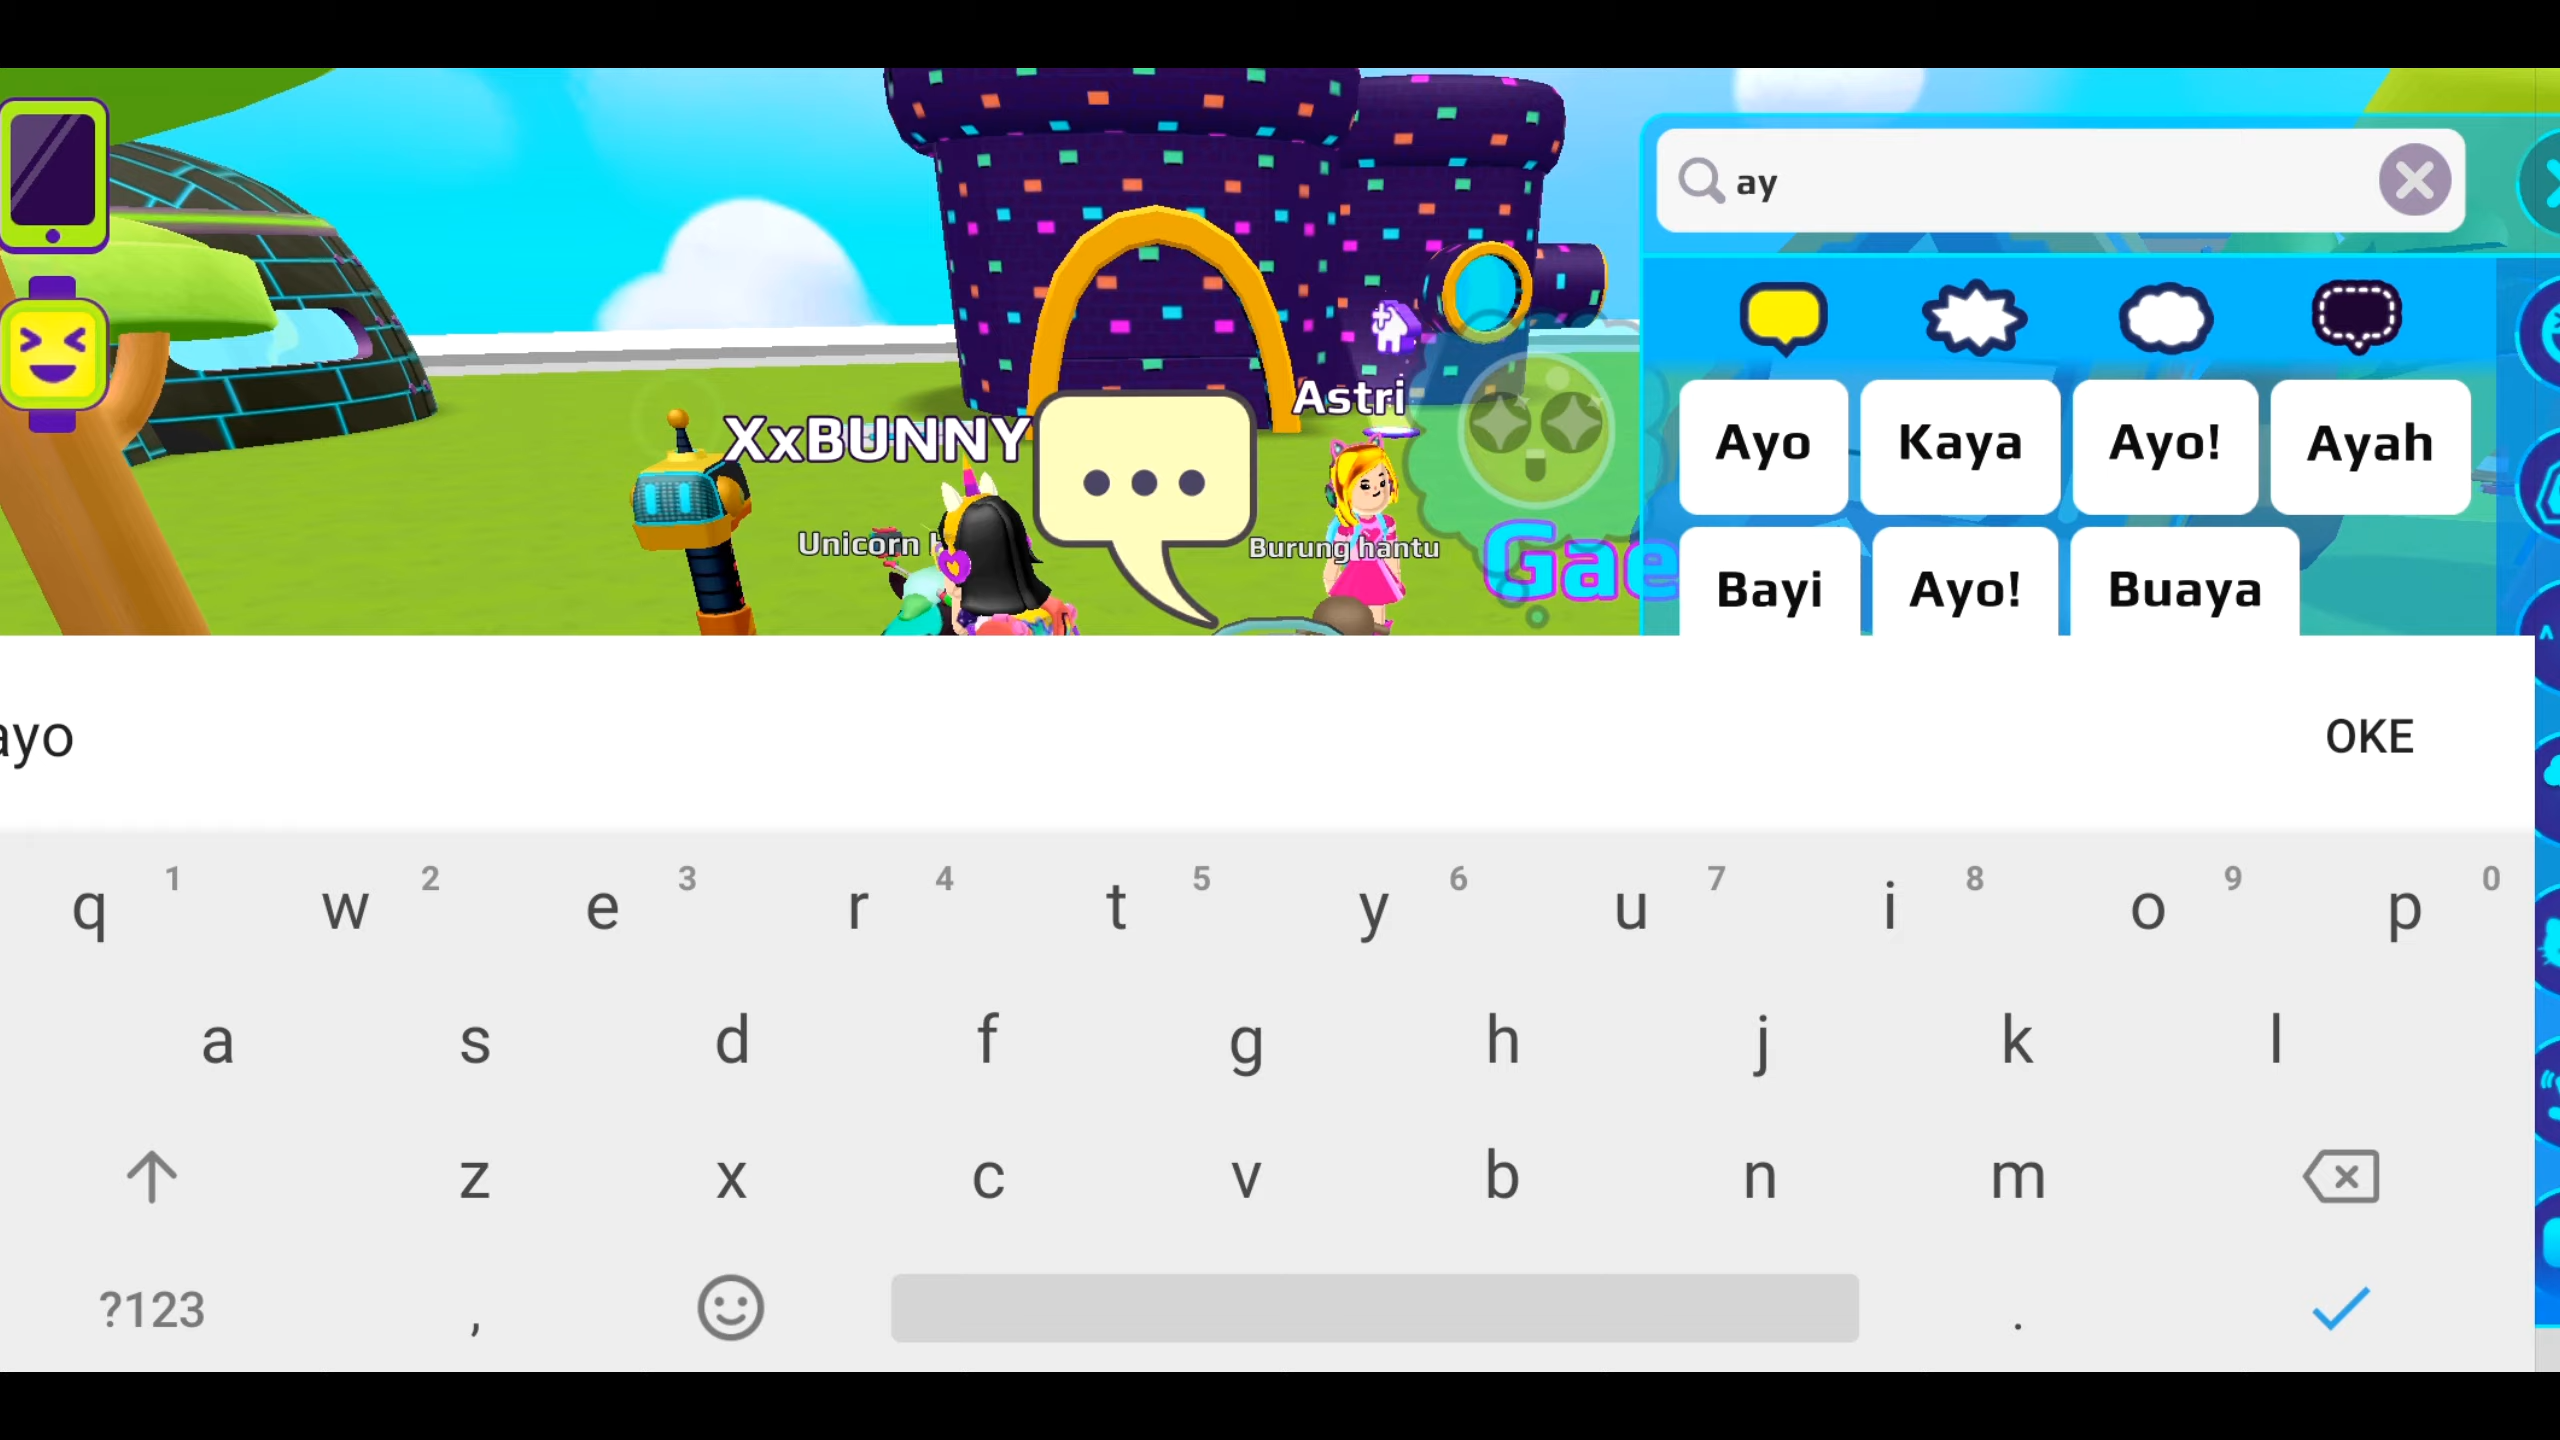 ay
Ayo Kaya Ayo! Ayah
Bayi Ayo! Buaya
XxBUNNY
Astri
Unicorn
Burung hantu
Gae
ayo
OKE
1 2 3 4 5 6 7 8 9 0
q w e r t y u i o p
a s d f g h j k l
z x c v b n m
?123 , .